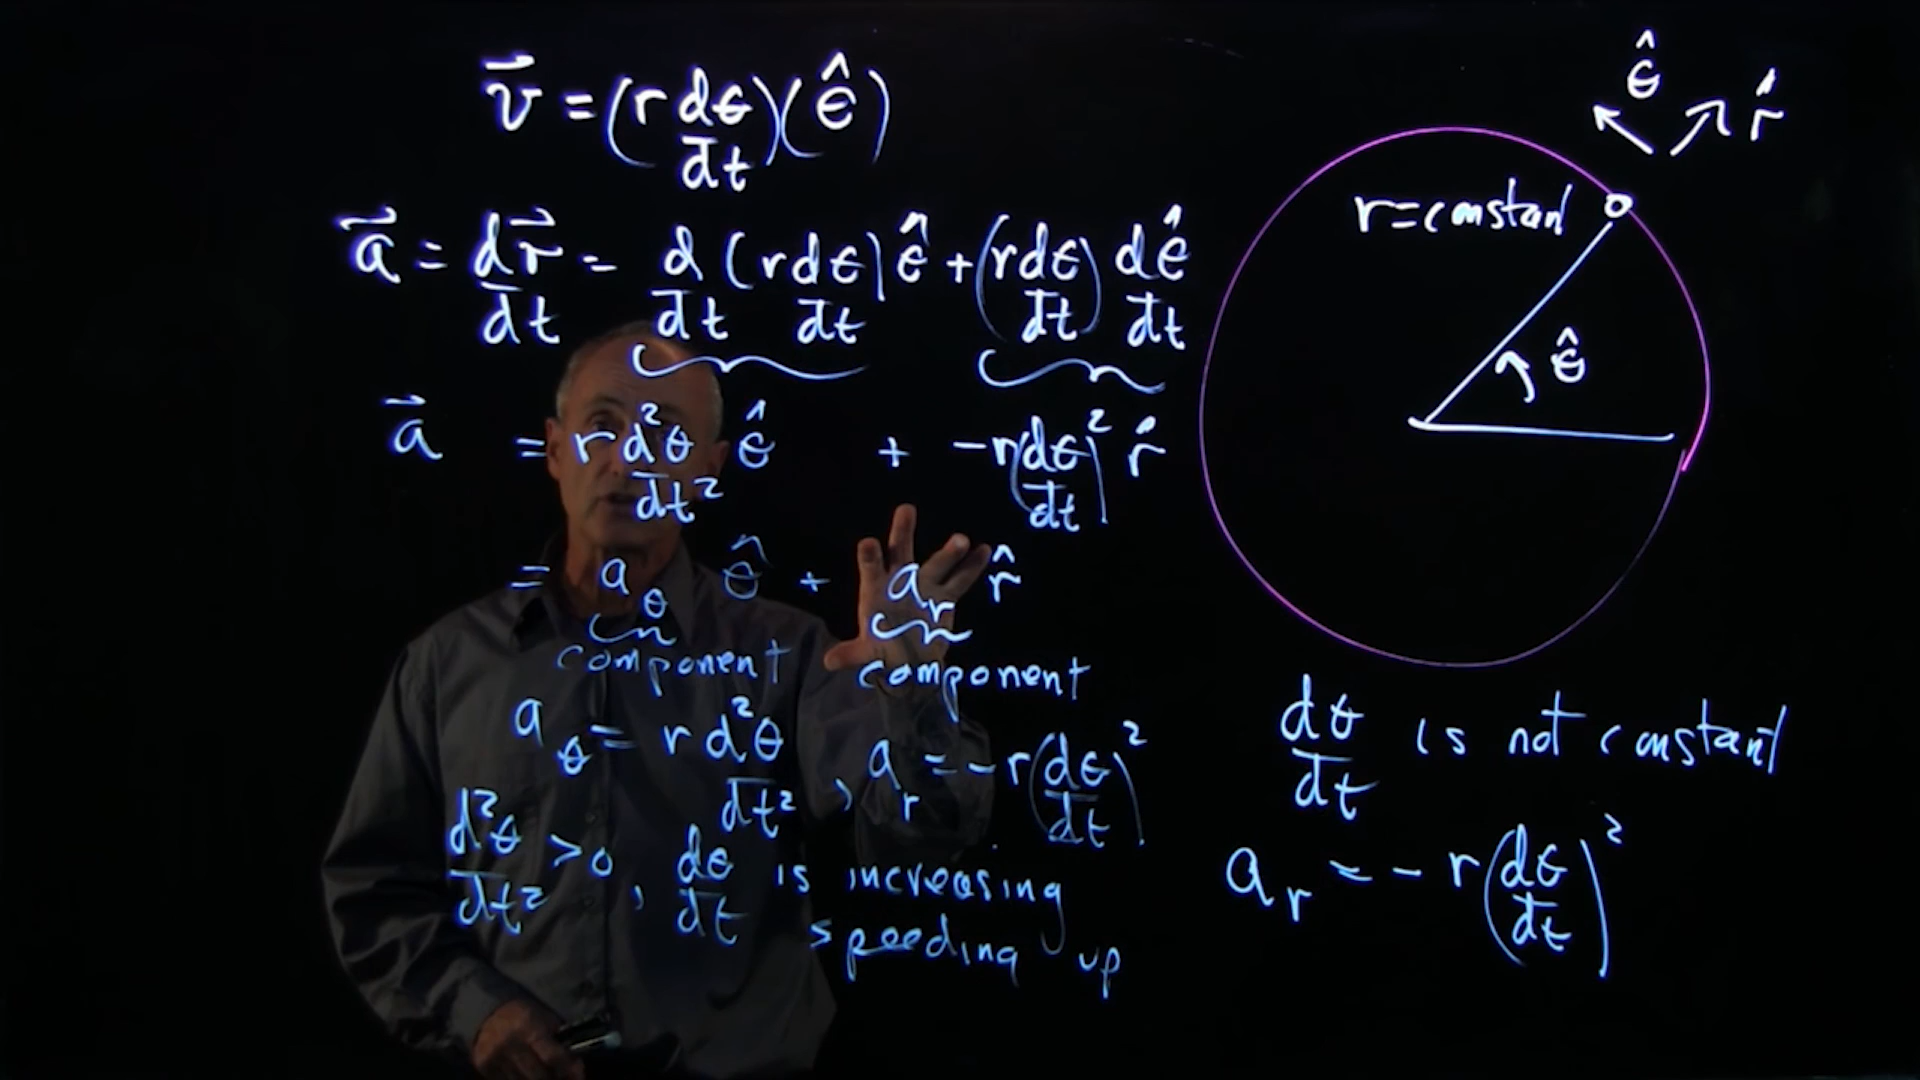 v⃗ = (r dθ/dt)(θ̂)
a⃗ = dr⃗/dt = d/dt (r dθ/dt) θ̂ + (r dθ/dt) dθ̂/dt
a⃗ = r d²θ/dt² θ̂ + -r(dθ/dt)² r̂
= a_θ θ̂ + a_r r̂
component component
a_θ = r d²θ/dt² , a_r = -r(dθ/dt)²
d²θ/dt² >0, dθ/dt is increasing
speeding up
θ̂ r̂
r=constant
θ̂
dθ/dt is not constant
a_r = -r(dθ/dt)²